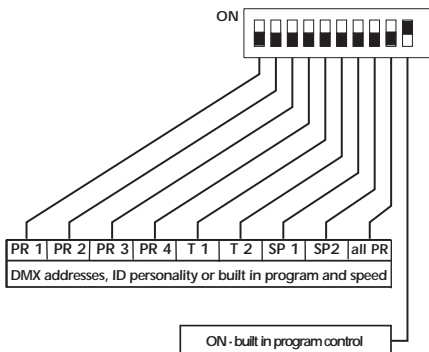 ON
PR 1 PR 2 PR 3 PR 4 T 1 T 2 SP 1 SP2 all PR
DMX addresses, ID personality or built in program and speed
ON - built in program control